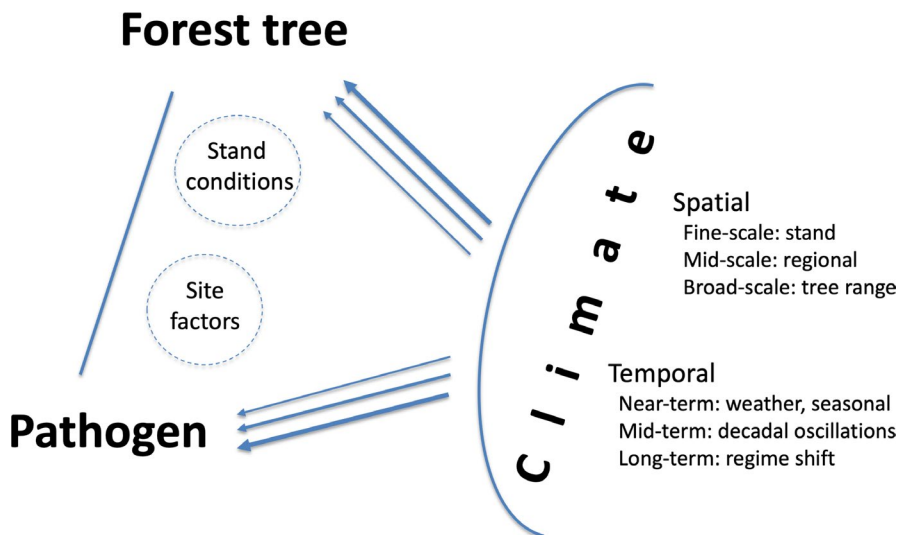 Forest tree
Stand
conditions
Site
factors
Pathogen
Climate
Spatial
Fine-scale: stand
Mid-scale: regional
Broad-scale: tree range
Temporal
Near-term: weather, seasonal
Mid-term: decadal oscillations
Long-term: regime shift